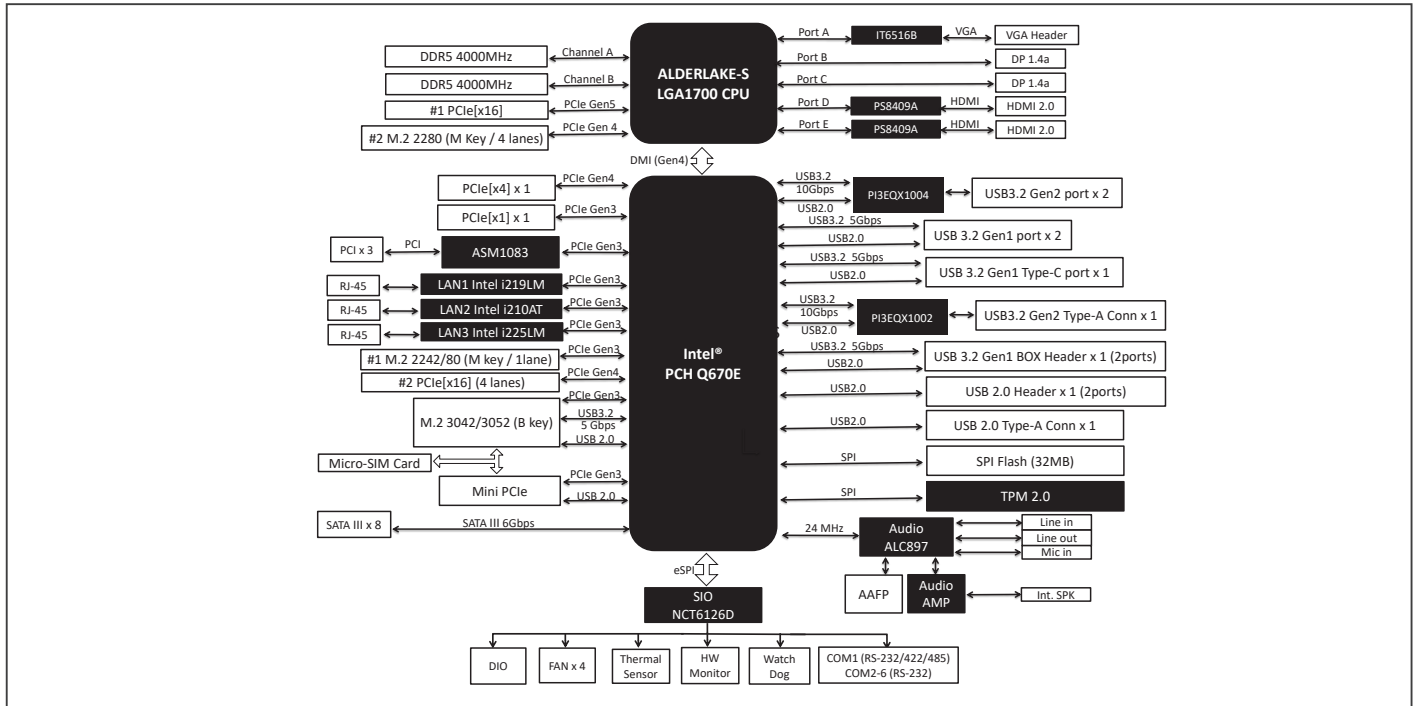 Port A
IT6516B
VGA
VGA Header
DDR5 4000MHz
Channel A
Port B
DP 1.4a
ALDERLAKE-S
LGA1700 CPU
DDR5 4000MHz
Channel B
Port C
DP 1.4a
#1 PCIe[x16]
PCIe Gen5
Port D
PS8409A
HDMI
HDMI 2.0
#2 M.2 2280 (M Key / 4 lanes)
PCIe Gen 4
Port E
PS8409A
HDMI
HDMI 2.0
DMI (Gen4)
PCIe[x4] x 1
PCIe Gen4
USB3.2
10Gbps
USB2.0
PI3EQX1004
USB3.2 Gen2 port x 2
PCIe[x1] x 1
PCIe Gen3
USB3.2 5Gbps
USB2.0
USB 3.2 Gen1 port x 2
PCI x 3
PCI
ASM1083
PCIe Gen3
USB3.2 5Gbps
USB2.0
USB 3.2 Gen1 Type-C port x 1
RJ-45
LAN1 Intel i219LM
PCIe Gen3
RJ-45
LAN2 Intel i210AT
PCIe Gen3
USB3.2
10Gbps
USB2.0
PI3EQX1002
USB3.2 Gen2 Type-A Conn x 1
RJ-45
LAN3 Intel i225LM
PCIe Gen3
Intel®
PCH Q670E
#1 M.2 2242/80 (M key / 1lane)
PCIe Gen3
USB3.2 5Gbps
USB2.0
USB 3.2 Gen1 BOX Header x 1 (2ports)
#2 PCIe[x16] (4 lanes)
PCIe Gen4
USB2.0
USB 2.0 Header x 1 (2ports)
M.2 3042/3052 (B key)
PCIe Gen3
USB3.2
5 Gbps
USB 2.0
USB2.0
USB 2.0 Type-A Conn x 1
Micro-SIM Card
SPI
SPI Flash (32MB)
Mini PCIe
PCIe Gen3
USB 2.0
SPI
TPM 2.0
SATA III x 8
SATA III 6Gbps
24 MHz
Audio
ALC897
Line in
Line out
Mic in
eSPI
AAFP
Audio
AMP
Int. SPK
SIO
NCT6126D
DIO
FAN x 4
Thermal
Sensor
HW
Monitor
Watch
Dog
COM1 (RS-232/422/485)
COM2-6 (RS-232)